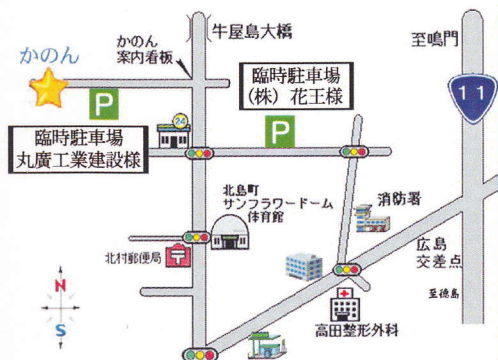 牛屋島大橋
至鳴門
かのん
案内看板
かのん
11
臨時駐車場
(株) 花王様
P
P
24
臨時駐車場
丸廣工業建設様
北島町
サンフラワードーム
体育館
消防署
広島
交差点
北村郵便局
至徳島
N
S
高田整形外科